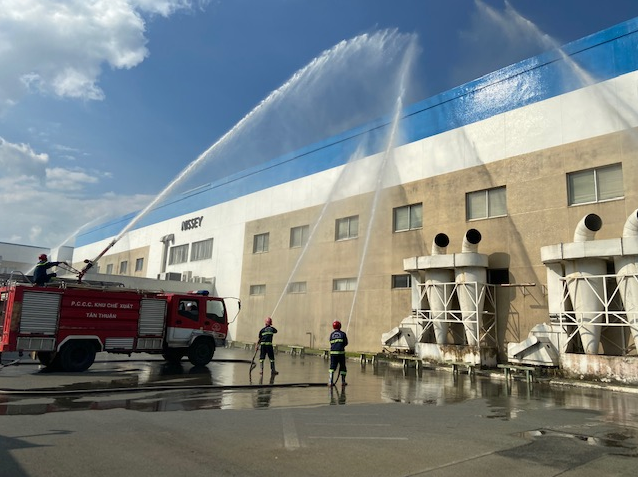 NISSEY
P.C.C.C KHU CHẾ XUẤT
TÂN THUẬN